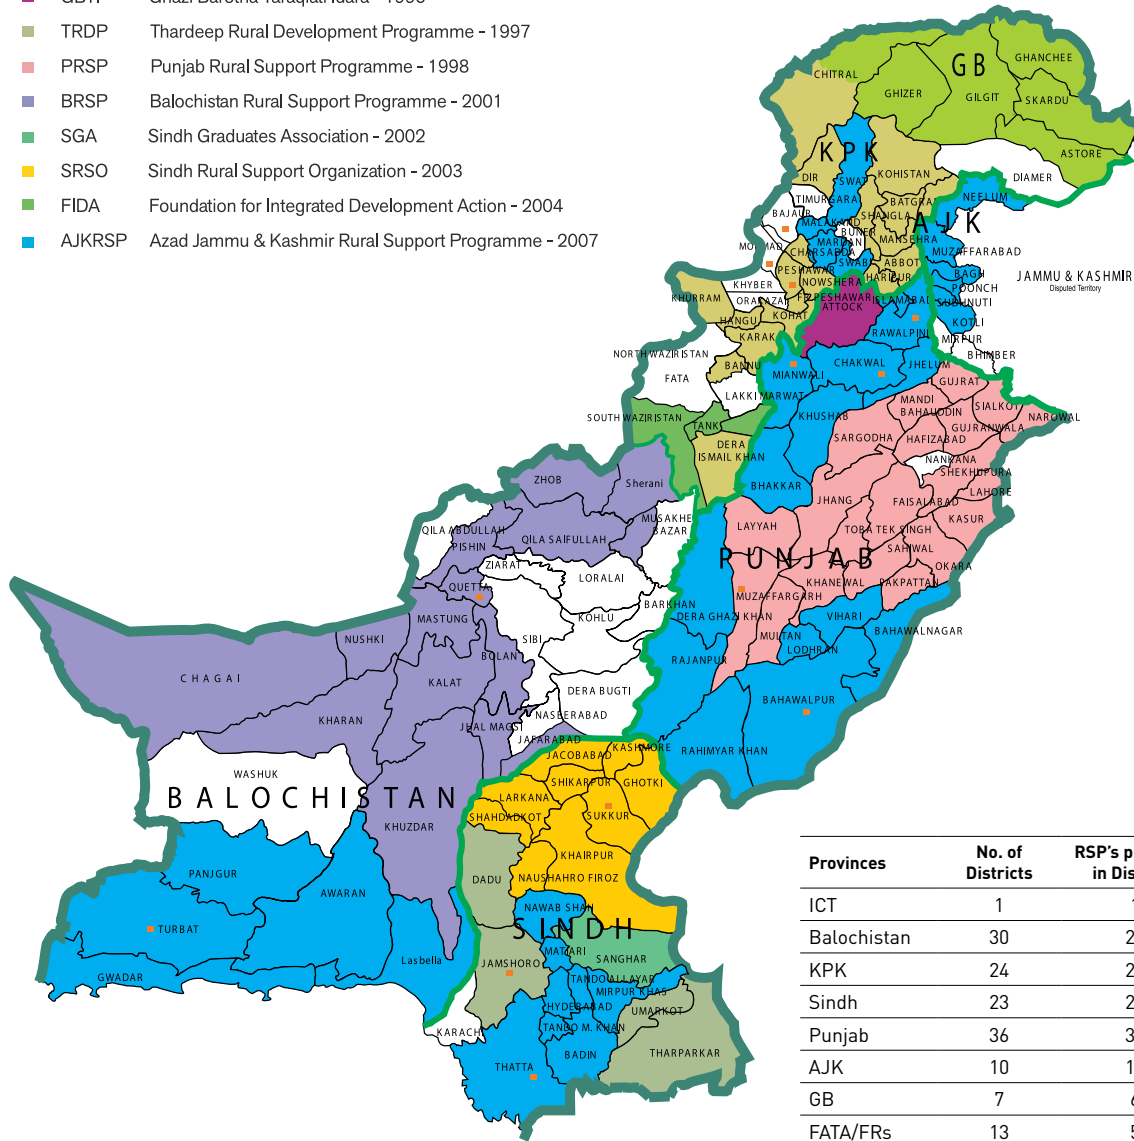 TRDP Thardeep Rural Development Programme - 1997
PRSP Punjab Rural Support Programme - 1998
BRSP Balochistan Rural Support Programme - 2001
SGA Sindh Graduates Association - 2002
SRSO Sindh Rural Support Organization - 2003
FIDA Foundation for Integrated Development Action - 2004
AJKRSP Azad Jammu & Kashmir Rural Support Programme - 2007
GB
GHANCHEE
CHITRAL
GHIZER
GILGIT
SKARDU
ASTORE
KPK
DIR
SWAT
KOHISTAN
DIAMER
NEELUM
TIMURGARA
BATGRAM
BAJAUR
SHANGLA
AJK
MALAKAND
BUNER
MARDAN
MANSEHRA
MUZAFFARABAD
CHARSADDA
SWABI
ABBOT
BAGH
JAMMU & KASHMIR
Disputed Territory
PESHAWAR
HARIPUR
POONCH
KHYBER
NOWSHERA
KHURRAM
ORAKAZAI
PESHAWAR
ISLAMABAD
SUDHNUTI
ATTOCK
HANGU
KOHAT
KOTLI
KARAK
RAWALPINDI
MIRPUR
NORTH WAZIRISTAN
BHIMBER
BANNU
MIANWALI
CHAKWAL
JHELUM
FATA
GUJRAT
LAKKI MARWAT
MANDI
BAHAUDDIN
SIALKOT
SOUTH WAZIRISTAN
TANK
KHUSHAB
NAROWAL
GUJRANWALA
SARGODHA
HAFIZABAD
DERA
ISMAIL KHAN
NANKANA
SHEKHUPURA
ZHOB
Sherani
BHAKKAR
LAHORE
JHANG
FAISALABAD
KASUR
MUSAKHEL
BAZAR
LAYYAH
TOBA TEK SINGH
QILA ABDULLAH
QILA SAIFULLAH
PISHIN
PUNJAB
SAHIWAL
OKARA
ZIARAT
LORALAI
KHANEWAL
PAKPATTAN
QUETTA
MUZAFFARGARH
BARKHAN
MASTUNG
KOHLU
DERA GHAZI KHAN
VIHARI
NUSHKI
SIBI
MULTAN
BAHAWALNAGAR
LODHRAN
BOLAN
RAJANPUR
CHAGAI
KALAT
DERA BUGTI
BAHAWALPUR
KHARAN
NASEERABAD
JHAL MAGSI
JAFARABAD
KASHMORE
RAHIMYAR KHAN
JACOBABAD
WASHUK
SHIKARPUR
GHOTKI
BALOCHISTAN
LARKANA
SHAHDADKOT
SUKKUR
KHUZDAR
KHAIRPUR
PANJGUR
DADU
NAUSHAHRO FIROZ
AWARAN
NAWAB SHAH
TURBAT
SINDH
MATIARI
SANGHAR
Lasbella
JAMSHORO
GWADAR
TANDO ALLAYAR
MIRPUR KHAS
HYDERABAD
UMARKOT
KARACHI
TANDO M. KHAN
BADIN
THARPARKAR
THATTA
Provinces No. of Districts
ICT 1
Balochistan 30
KPK 24
Sindh 23
Punjab 36
AJK 10
GB 7
FATA/FRs 13